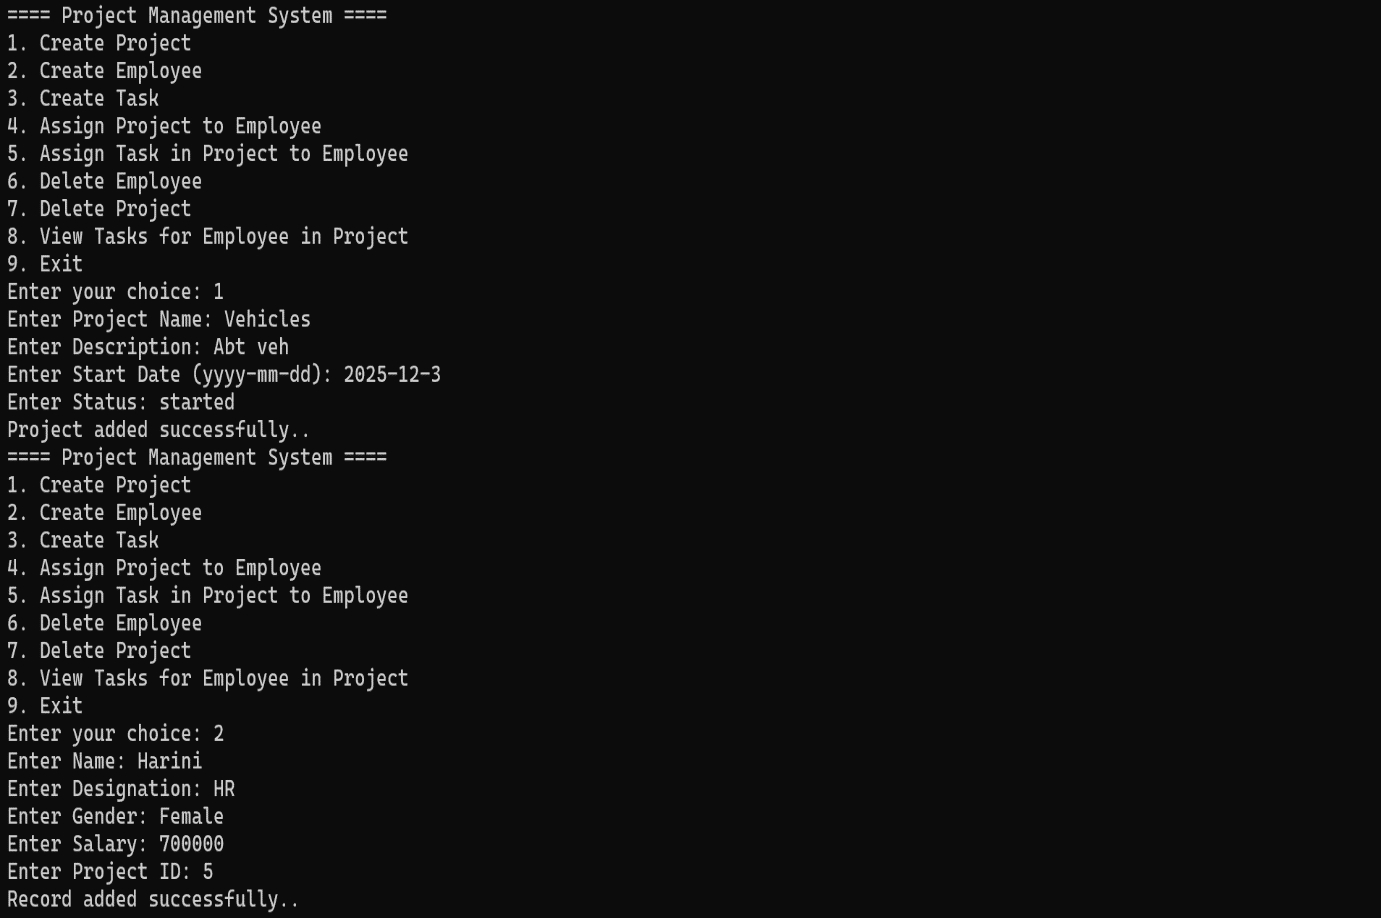 ==== Project Management System ====
1. Create Project
2. Create Employee
3. Create Task
4. Assign Project to Employee
5. Assign Task in Project to Employee
6. Delete Employee
7. Delete Project
8. View Tasks for Employee in Project
9. Exit
Enter your choice: 1
Enter Project Name: Vehicles
Enter Description: Abt veh
Enter Start Date (yyyy-mm-dd): 2025-12-3
Enter Status: started
Project added successfully..
==== Project Management System ====
1. Create Project
2. Create Employee
3. Create Task
4. Assign Project to Employee
5. Assign Task in Project to Employee
6. Delete Employee
7. Delete Project
8. View Tasks for Employee in Project
9. Exit
Enter your choice: 2
Enter Name: Harini
Enter Designation: HR
Enter Gender: Female
Enter Salary: 700000
Enter Project ID: 5
Record added successfully..